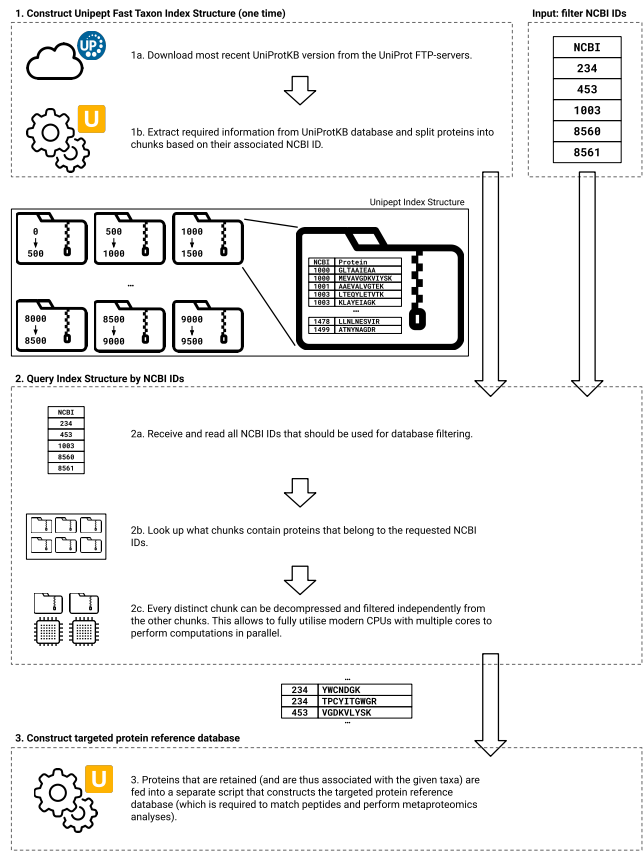 1. Construct Unipept Fast Taxon Index Structure (one time)
Input: filter NCBI IDs
UP
1a. Download most recent UniProtKB version from the UniProt FTP-servers.
U
1b. Extract required information from UniProtKB database and split proteins into
chunks based on their associated NCBI ID.
NCBI
234
453
1003
8560
8561
Unipept Index Structure
0
500
500
1000
1000
1500
...
8000
8500
8500
9000
9000
9500
NCBI Protein
1000 GLTAAIEAA
1000 MEVAVGDKVIYSK
1001 AAEVALVGTEK
1003 LTEQYLETVTK
1003 KLAYEIAGK
...
1478 LLNLNESVIR
1499 ATNYNAGDR
2. Query Index Structure by NCBI IDs
NCBI
234
453
1003
8560
8561
2a. Receive and read all NCBI IDs that should be used for database filtering.
2b. Look up what chunks contain proteins that belong to the requested NCBI
IDs.
2c. Every distinct chunk can be decompressed and filtered independently from
the other chunks. This allows to fully utilise modern CPUs with multiple cores to
perform computations in parallel.
...
234 YWCNDGK
234 TPCYITGWGR
453 VGDKVLYSK
...
3. Construct targeted protein reference database
U
3. Proteins that are retained (and are thus associated with the given taxa) are
fed into a separate script that constructs the targeted protein reference
database (which is required to match peptides and perform metaproteomics
analyses).